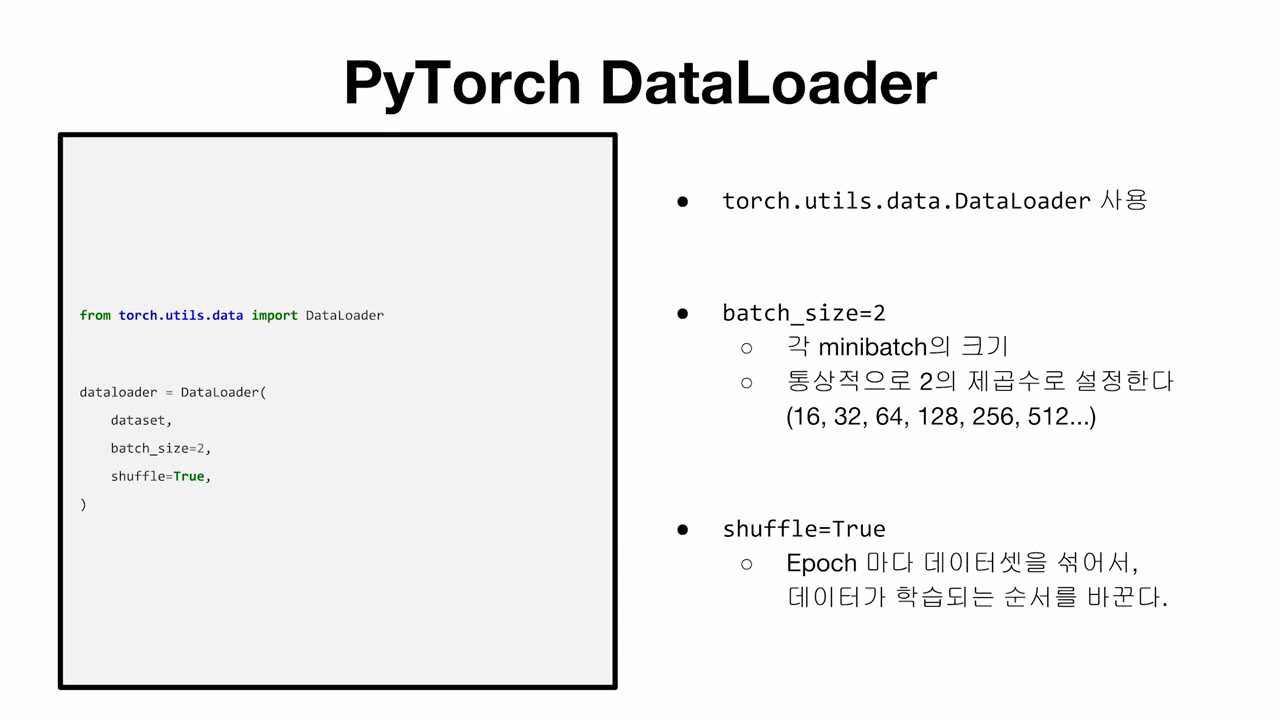 PyTorch DataLoader
from torch.utils.data import DataLoader
dataloader = DataLoader(
    dataset,
    batch_size=2,
    shuffle=True,
)
● torch.utils.data.DataLoader 사용
● batch_size=2
○ 각 minibatch의 크기
○ 통상적으로 2의 제곱수로 설정한다
(16, 32, 64, 128, 256, 512...)
● shuffle=True
○ Epoch 마다 데이터셋을 섞어서,
데이터가 학습되는 순서를 바꾼다.